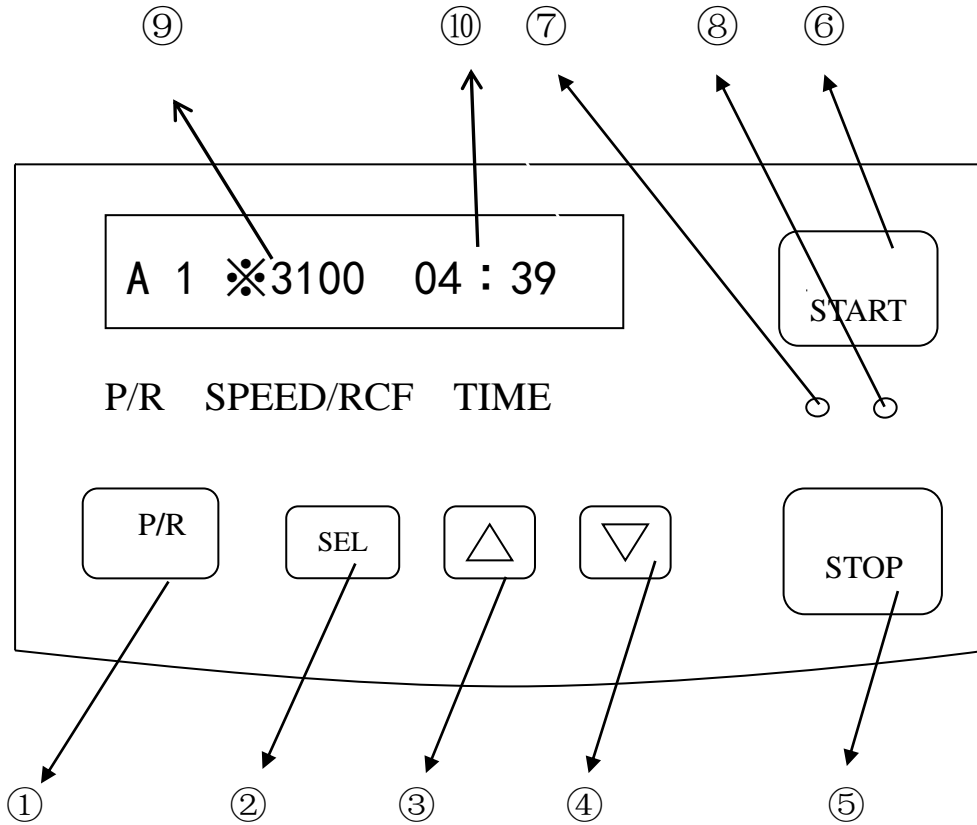 ⑨ ⑩ ⑦ ⑧ ⑥
A 1 ※3100 04：39
START
P/R SPEED/RCF TIME
P/R SEL △ ▽ STOP
① ② ③ ④ ⑤